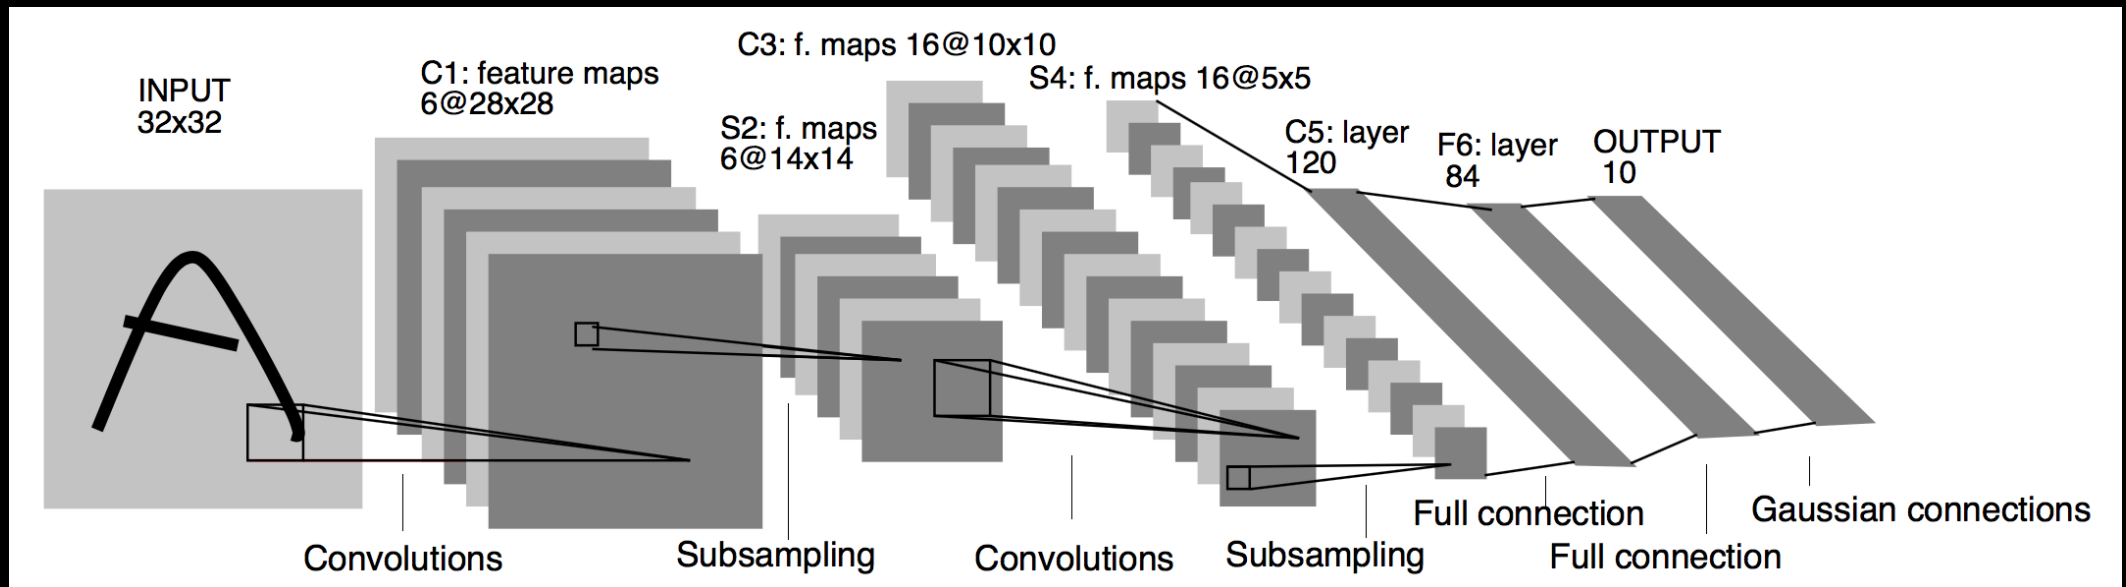 INPUT
32x32
C1: feature maps
6@28x28
S2: f. maps
6@14x14
C3: f. maps 16@10x10
S4: f. maps 16@5x5
C5: layer
120
F6: layer
84
OUTPUT
10
Convolutions
Subsampling
Convolutions
Subsampling
Full connection
Full connection
Gaussian connections